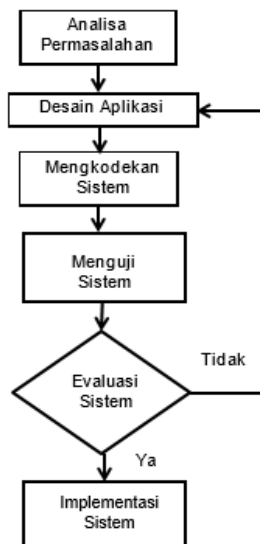 Analisa
Permasalahan
Desain Aplikasi
Mengkodekan
Sistem
Menguji
Sistem
Evaluasi
Sistem
Tidak
Ya
Implementasi
Sistem